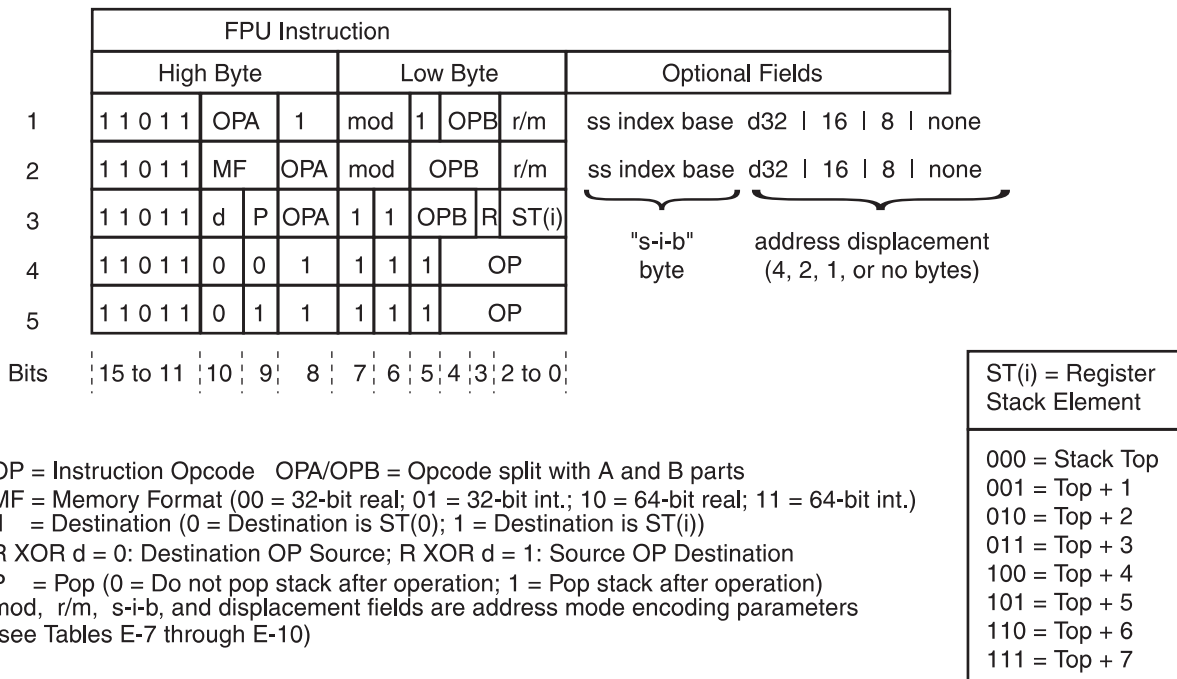 FPU Instruction
High Byte Low Byte Optional Fields
1 1 1 0 1 1 OPA 1 mod 1 OPB r/m ss index base d32 | 16 | 8 | none
2 1 1 0 1 1 MF OPA mod OPB r/m ss index base d32 | 16 | 8 | none
3 1 1 0 1 1 d P OPA 1 1 OPB R ST(i)
"s-i-b" address displacement
byte (4, 2, 1, or no bytes)
4 1 1 0 1 1 0 0 1 1 1 1 OP
5 1 1 0 1 1 0 1 1 1 1 1 OP
Bits 15 to 11 10 9 8 7 6 5 4 3 2 to 0
ST(i) = Register
Stack Element
000 = Stack Top
001 = Top + 1
010 = Top + 2
011 = Top + 3
100 = Top + 4
101 = Top + 5
110 = Top + 6
111 = Top + 7
OP = Instruction Opcode OPA/OPB = Opcode split with A and B parts
MF = Memory Format (00 = 32-bit real; 01 = 32-bit int.; 10 = 64-bit real; 11 = 64-bit int.)
= Destination (0 = Destination is ST(0); 1 = Destination is ST(i))
R XOR d = 0: Destination OP Source; R XOR d = 1: Source OP Destination
P = Pop (0 = Do not pop stack after operation; 1 = Pop stack after operation)
mod, r/m, s-i-b, and displacement fields are address mode encoding parameters
see Tables E-7 through E-10)